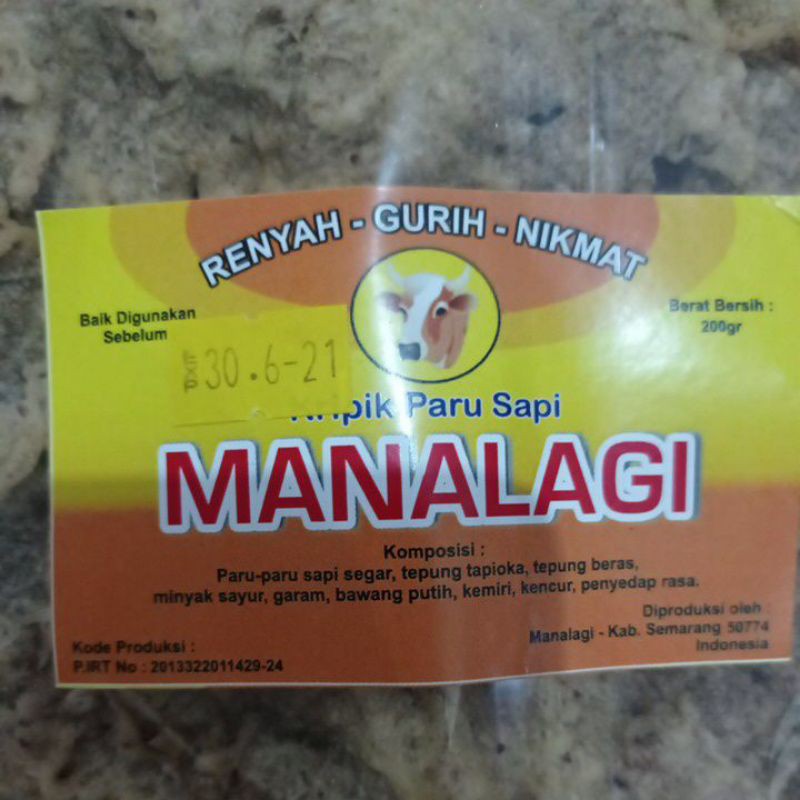 RENYAH - GURIH - NIKMAT
Baik Digunakan
Sebelum
EXP 30.6-21
Berat Bersih :
200gr
Paru Sapi
MANALAGI
Komposisi :
Paru-paru sapi segar, tepung tapioka, tepung beras,
minyak sayur, garam, bawang putih, kemiri, kencur, penyedap rasa.
Diproduksi oleh :
Manalagi - Kab. Semarang 50774
Indonesia
Kode Produksi :
P.IRT No : 2013322011429-24